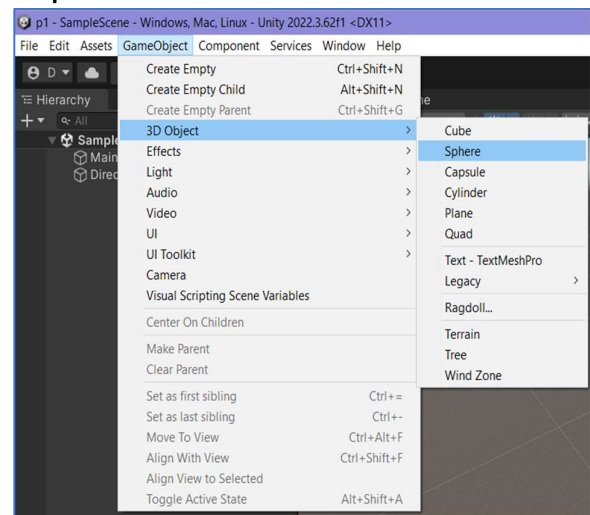 p1 - SampleScene - Windows, Mac, Linux - Unity 2022.3.62f1 <DX11>
File Edit Assets GameObject Component Services Window Help
D
Hierarchy
All
Sample
Main
Direc
Create Empty Ctrl+Shift+N
Create Empty Child Alt+Shift+N
Create Empty Parent Ctrl+Shift+G
3D Object >
Effects >
Light >
Audio >
Video >
UI >
UI Toolkit >
Camera
Visual Scripting Scene Variables
Center On Children
Make Parent
Clear Parent
Set as first sibling Ctrl+=
Set as last sibling Ctrl+-
Move To View Ctrl+Alt+F
Align With View Ctrl+Shift+F
Align View to Selected
Toggle Active State Alt+Shift+A
Cube
Sphere
Capsule
Cylinder
Plane
Quad
Text - TextMeshPro
Legacy >
Ragdoll...
Terrain
Tree
Wind Zone